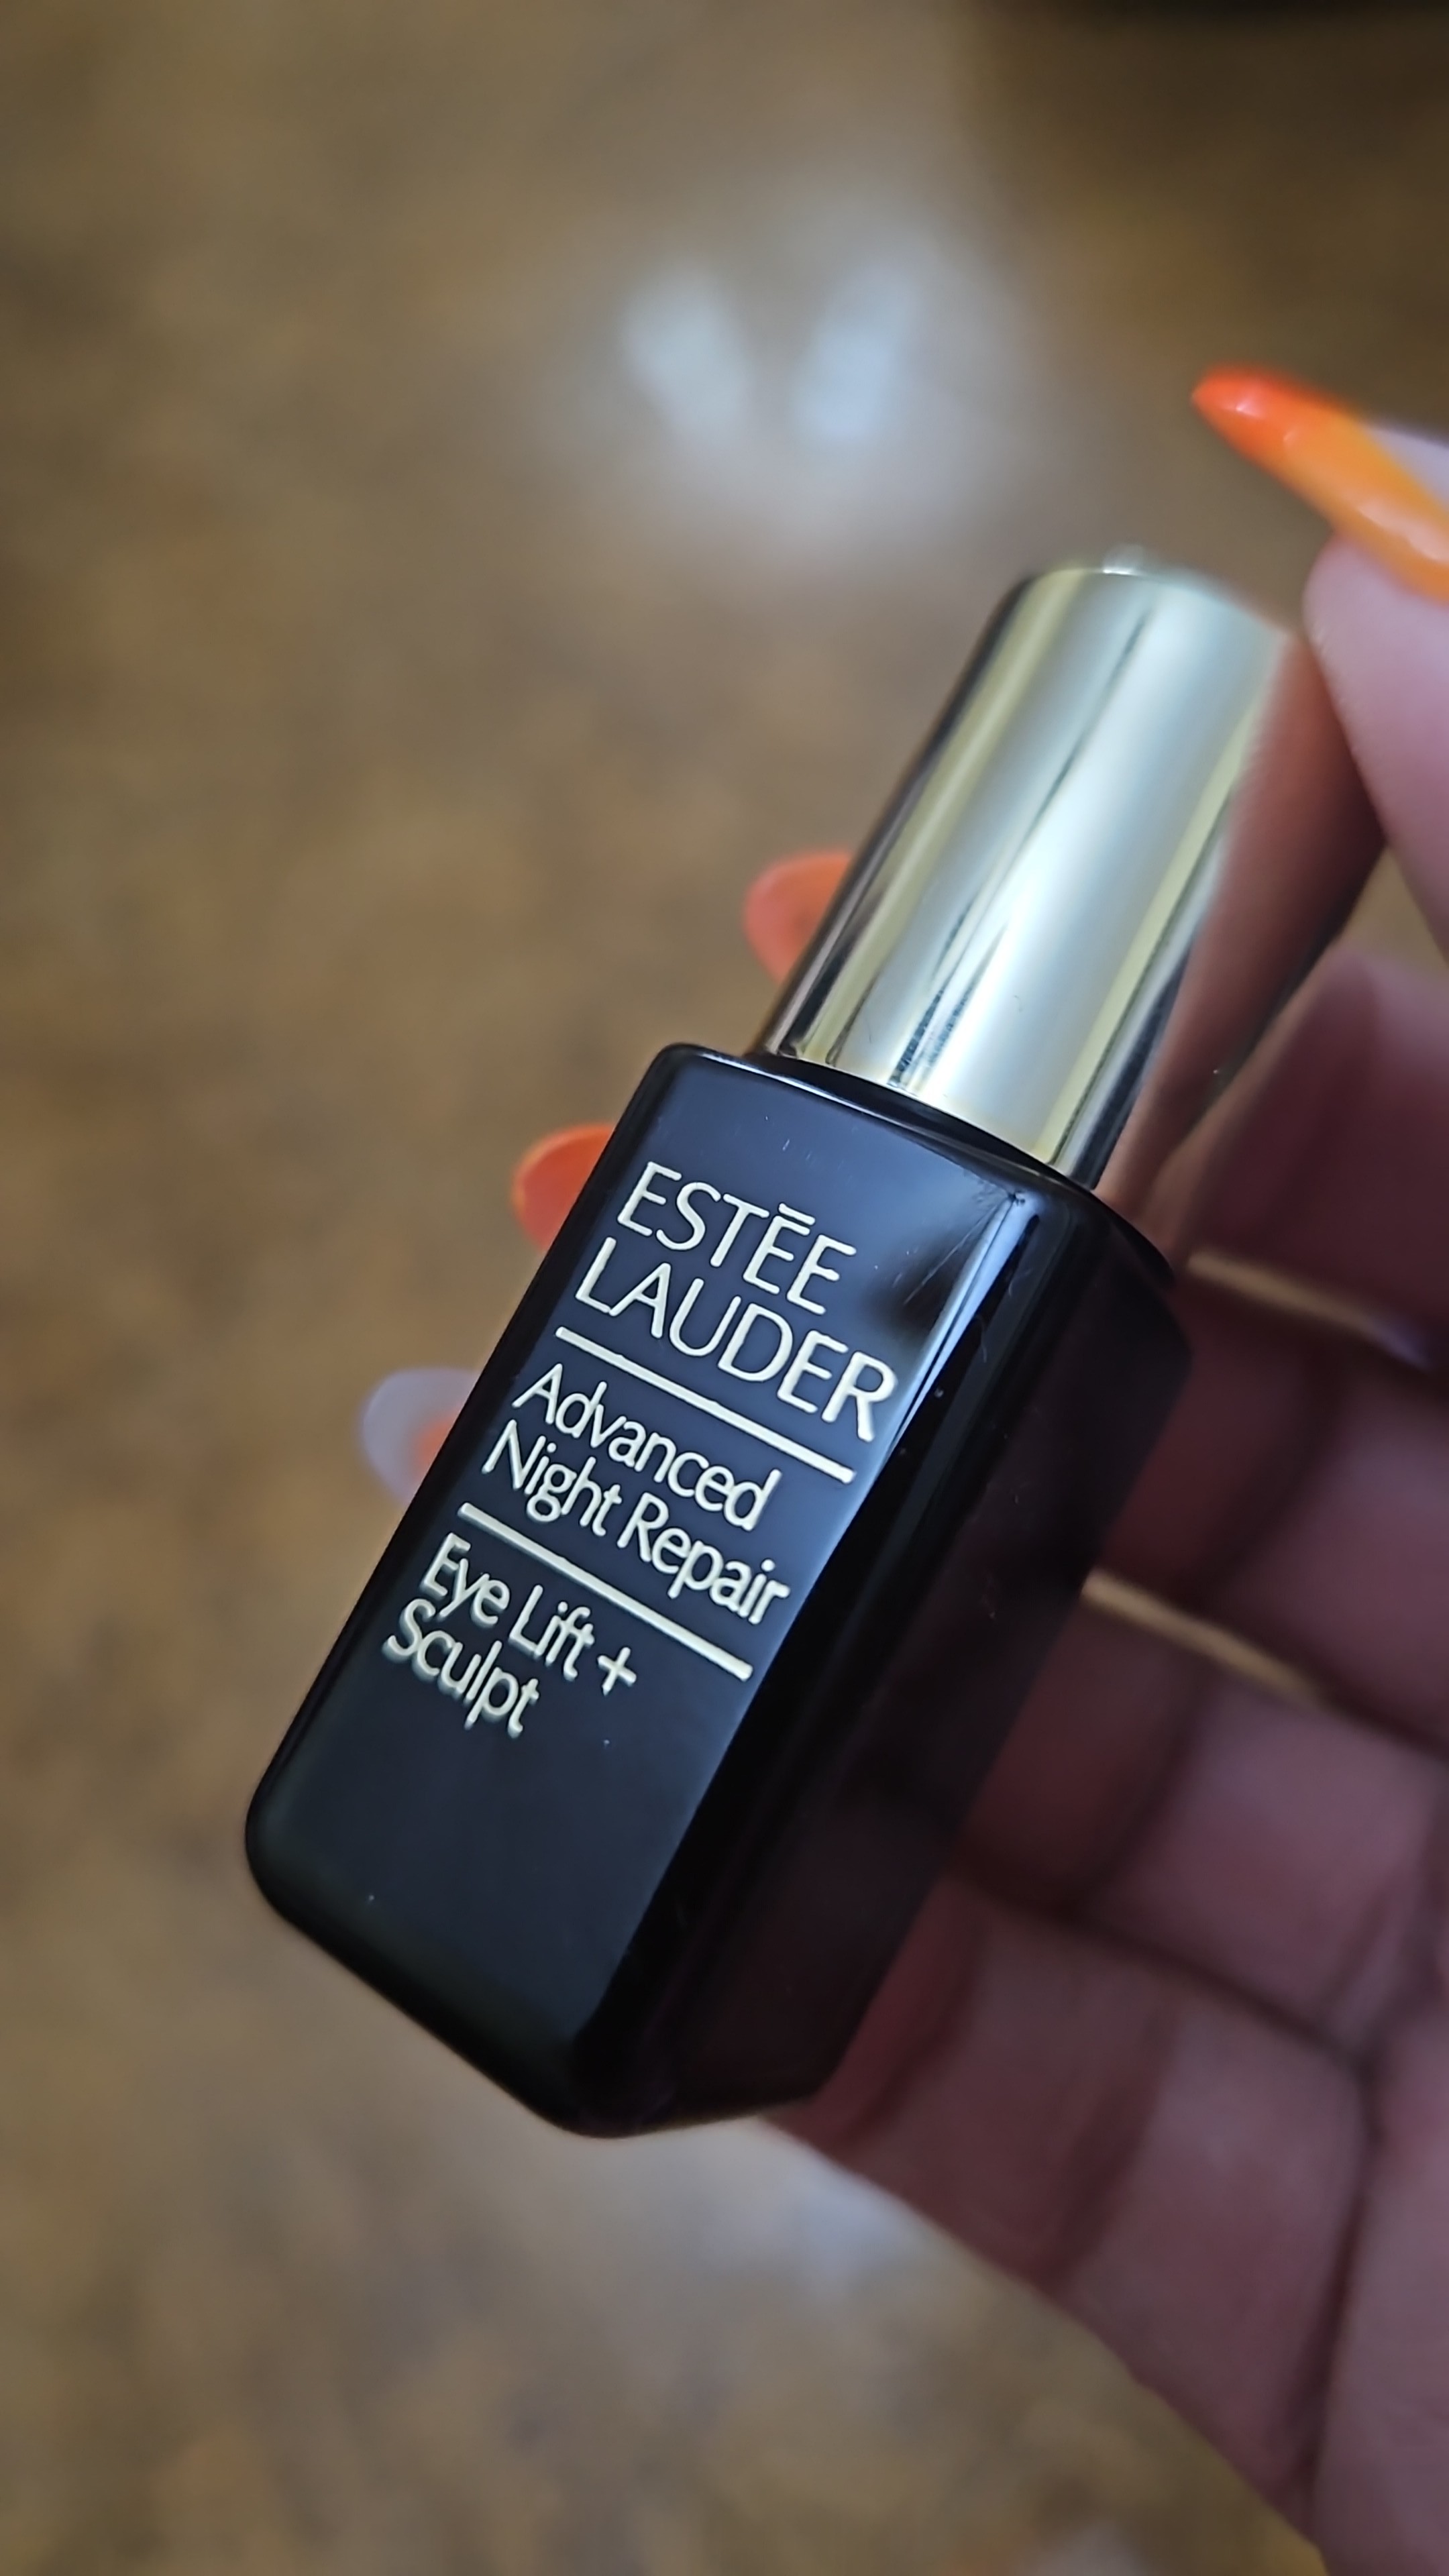 ESTĒE
LAUDER
Advanced
Night Repair
Eye Lift +
Sculpt